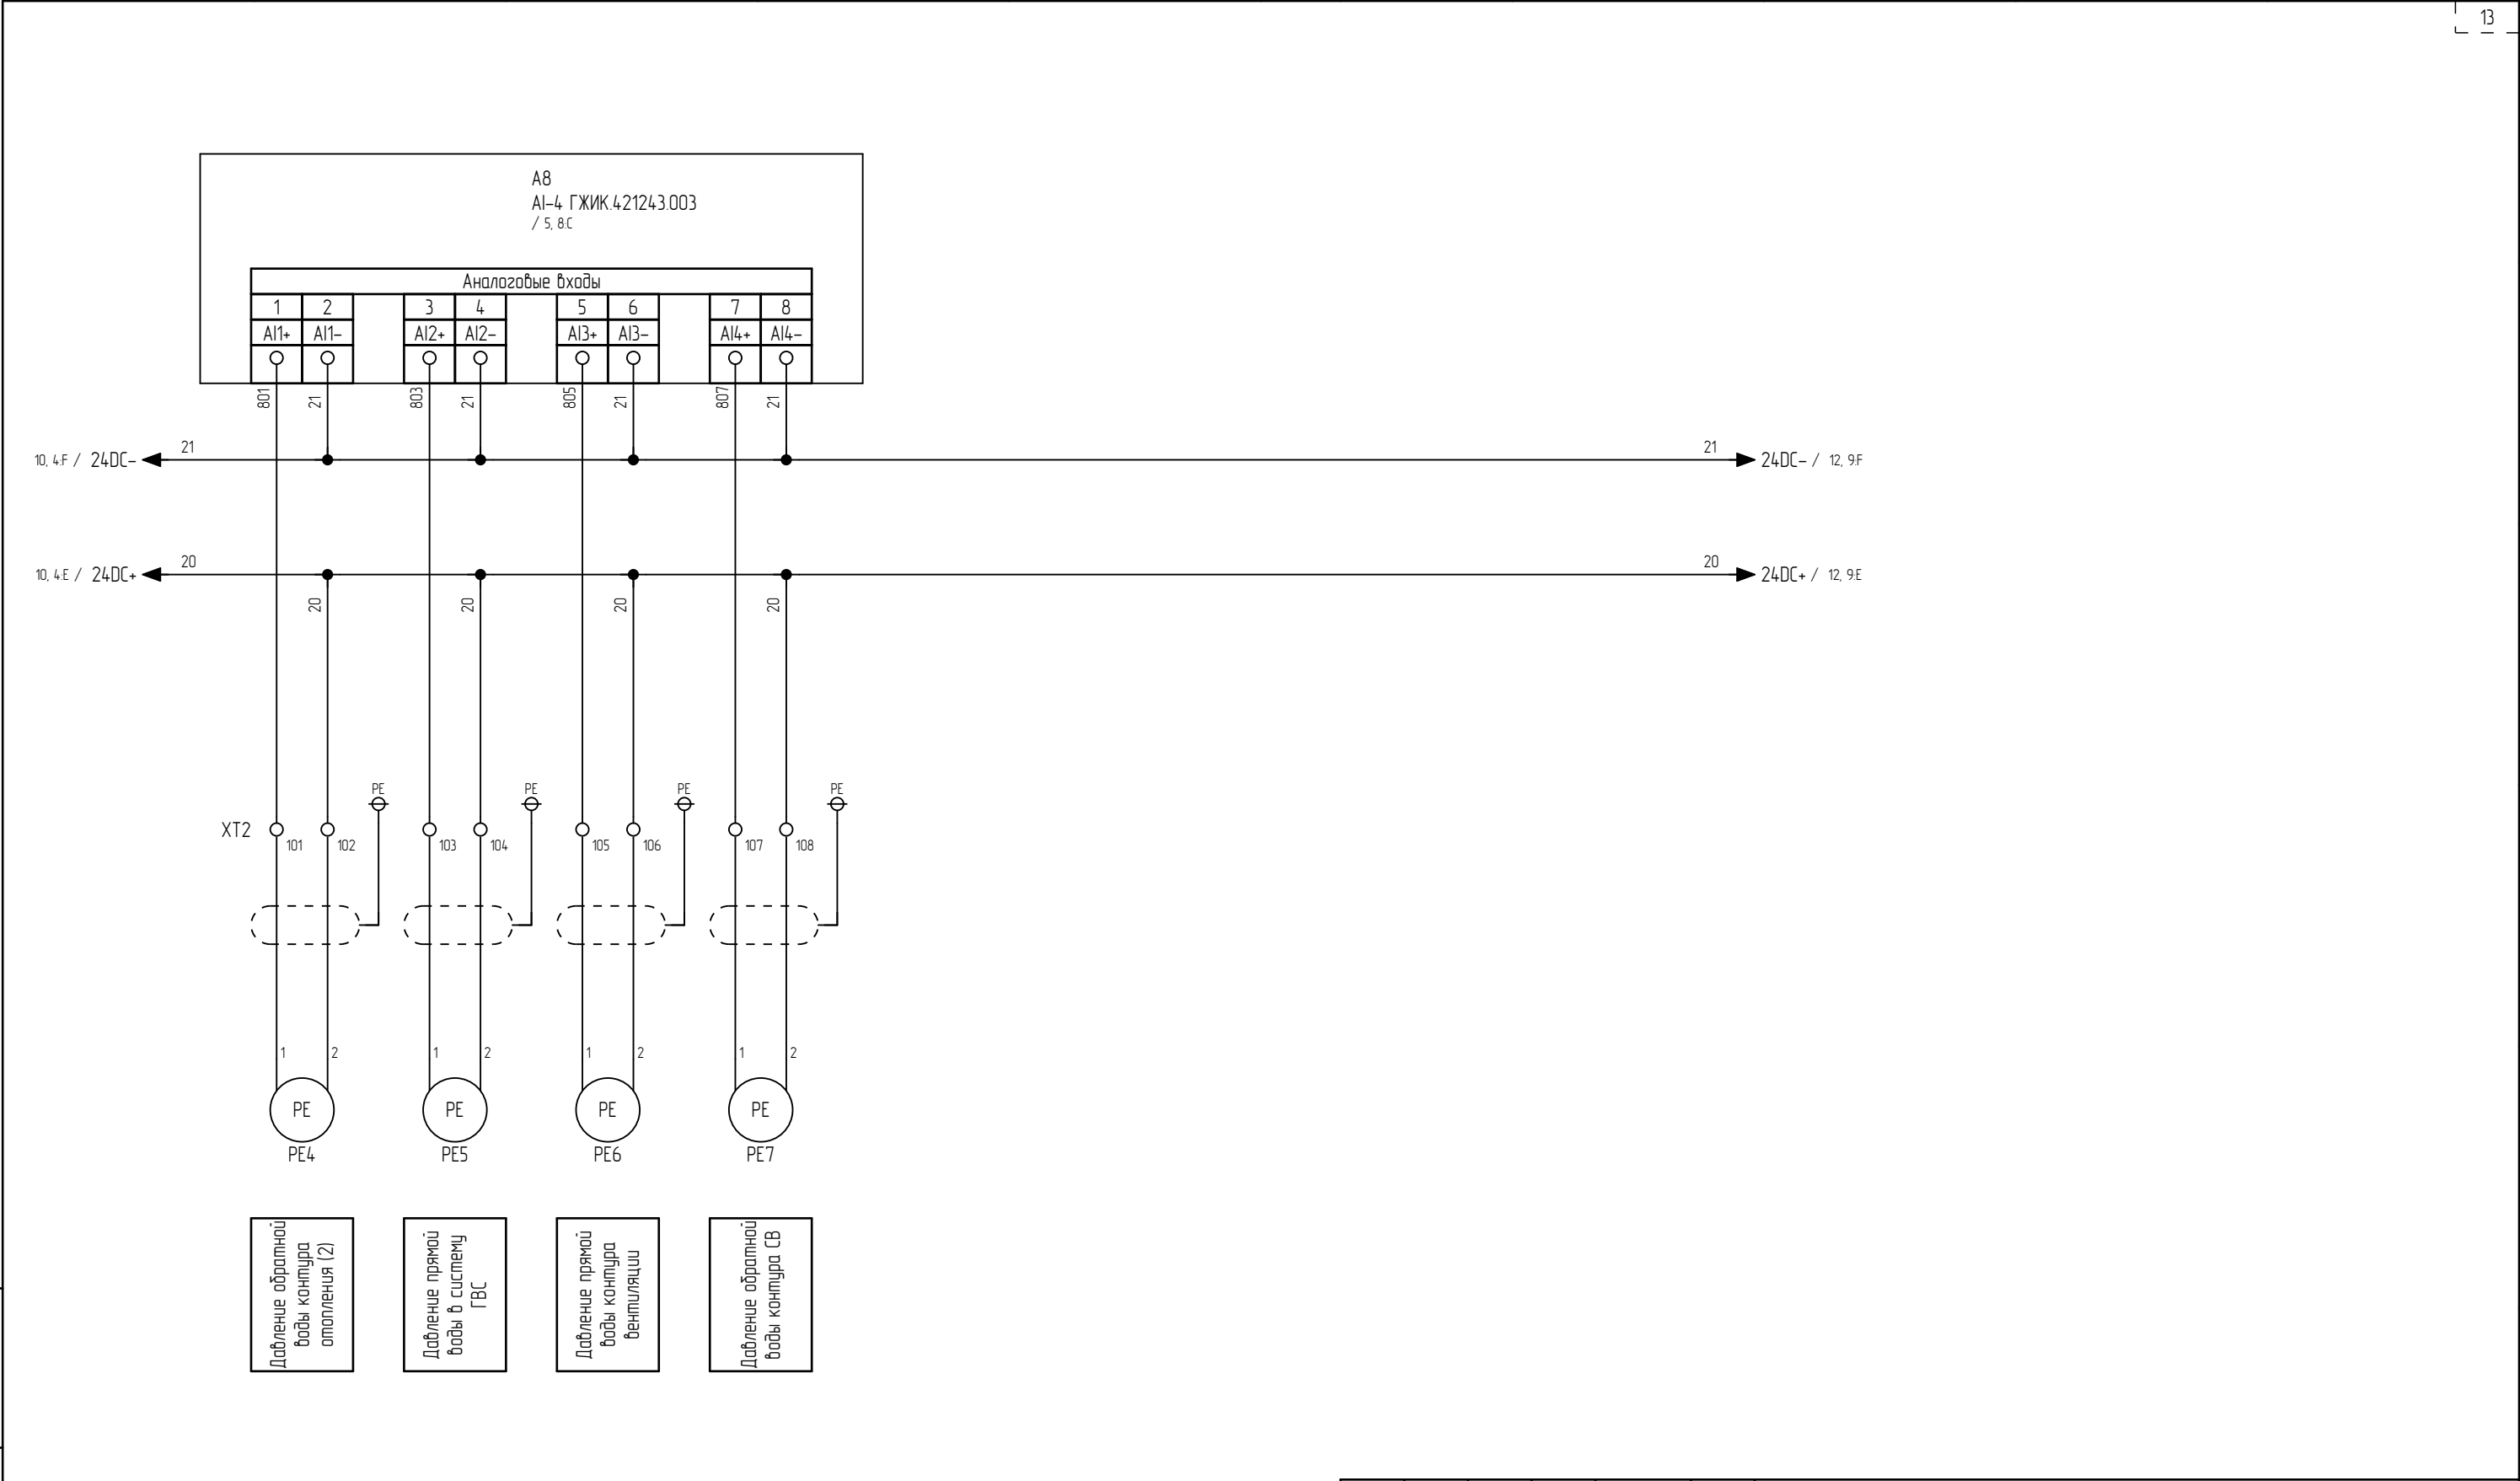 13
A8
AI-4 ГЖИК.421243.003
/ 5, 8:C
Аналоговые входы
1 2 3 4 5 6 7 8
AI1+ AI1- AI2+ AI2- AI3+ AI3- AI4+ AI4-
801 21 803 21 805 21 807 21
21 21
10, 4:F / 24DC- 24DC- / 12, 9:F
20 20
10, 4:E / 24DC+ 24DC+ / 12, 9:E
20 20 20 20
PE PE PE PE
XT2
101 102 103 104 105 106 107 108
1 2 1 2 1 2 1 2
PE PE PE PE
PE4 PE5 PE6 PE7
Давление обратной
воды контура
отопления (2)
Давление прямой
воды в систему
ГВС
Давление прямой
воды контура
вентиляции
Давление обратной
воды контура СВ